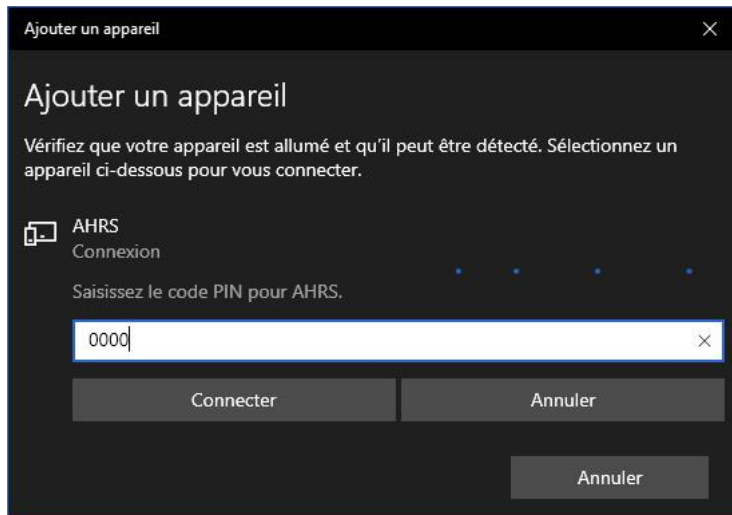 Ajouter un appareil
Ajouter un appareil
Vérifiez que votre appareil est allumé et qu'il peut être détecté. Sélectionnez un
appareil ci-dessous pour vous connecter.
AHRS
Connexion
Saisissez le code PIN pour AHRS.
0000
Connecter Annuler
Annuler